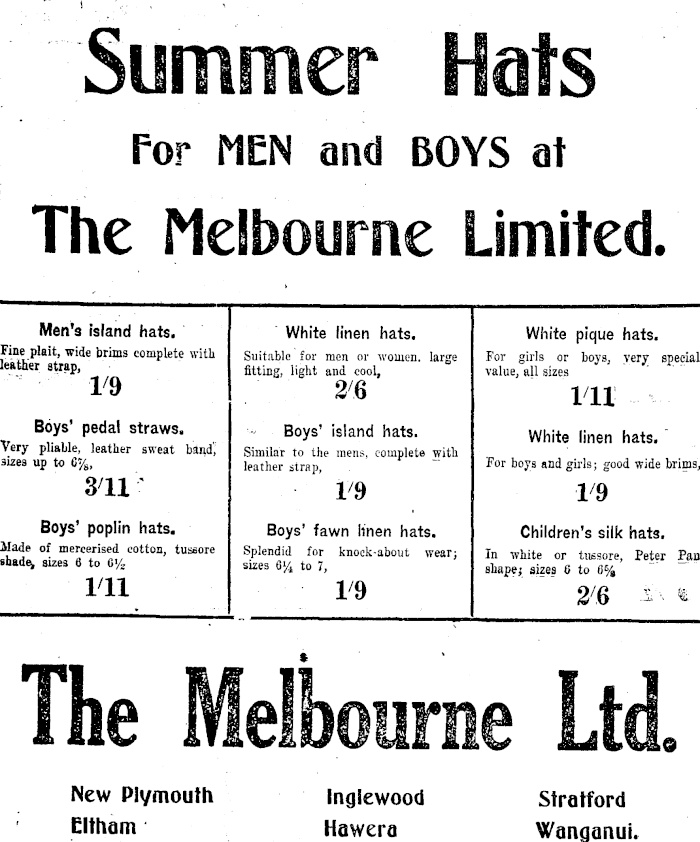 Summer Hats
For MEN and BOYS at
The Melbourne Limited.
Men's island hats.
Fine plait, wide brims complete with
leather strap,
1/9
Boys' pedal straws.
Very pliable, leather sweat band,
sizes up to 6⅞,
3/11
Boys' poplin hats.
Made of mercerised cotton, tussore
shade, sizes 6 to 6½
1/11
White linen hats.
Suitable for men or women, large
fitting, light and cool,
2/6
Boys' island hats.
Similar to the mens, complete with
leather strap,
1/9
Boys' fawn linen hats.
Splendid for knock-about wear;
sizes 6¼ to 7,
1/9
White pique hats.
For girls or boys, very special
value, all sizes
1/11
White linen hats.
For boys and girls; good wide brims,
1/9
Children's silk hats.
In white or tussore, Peter Pan
shape; sizes 6 to 6⅝
2/6
The Melbourne Ltd.
New Plymouth Inglewood Stratford
Eltham Hawera Wanganui.